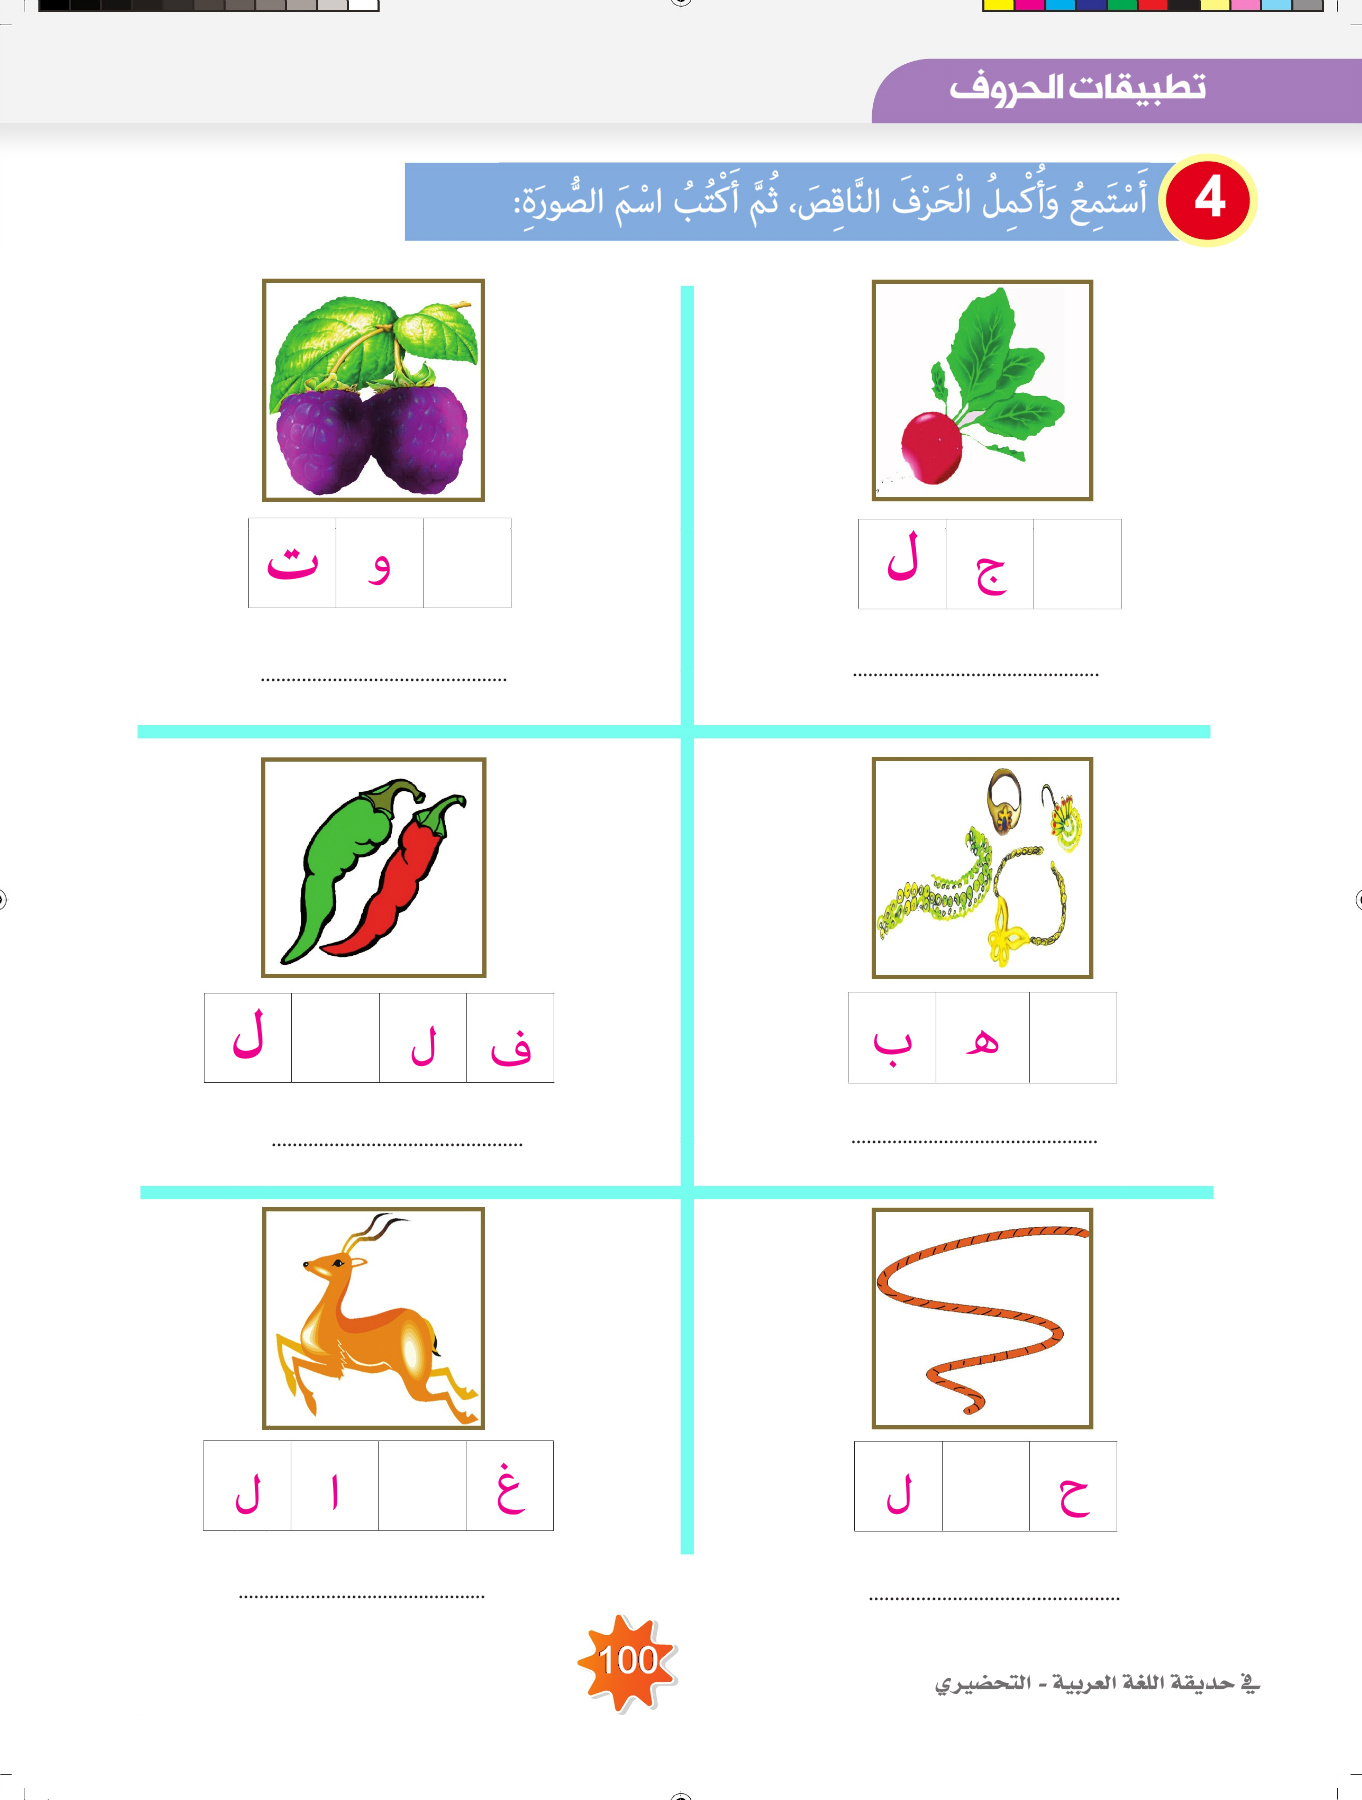 تطبيقات الحروف
4 أَسْتَمِعُ وَأُكْمِلُ الْحَرْفَ النَّاقِصَ، ثُمَّ أَكْتُبُ اسْمَ الصُّورَةِ:
ج ل
و ت
ه ب
ف ل ل
ح ل
غ ا ل
100
في حديقة اللغة العربية - التحضيري